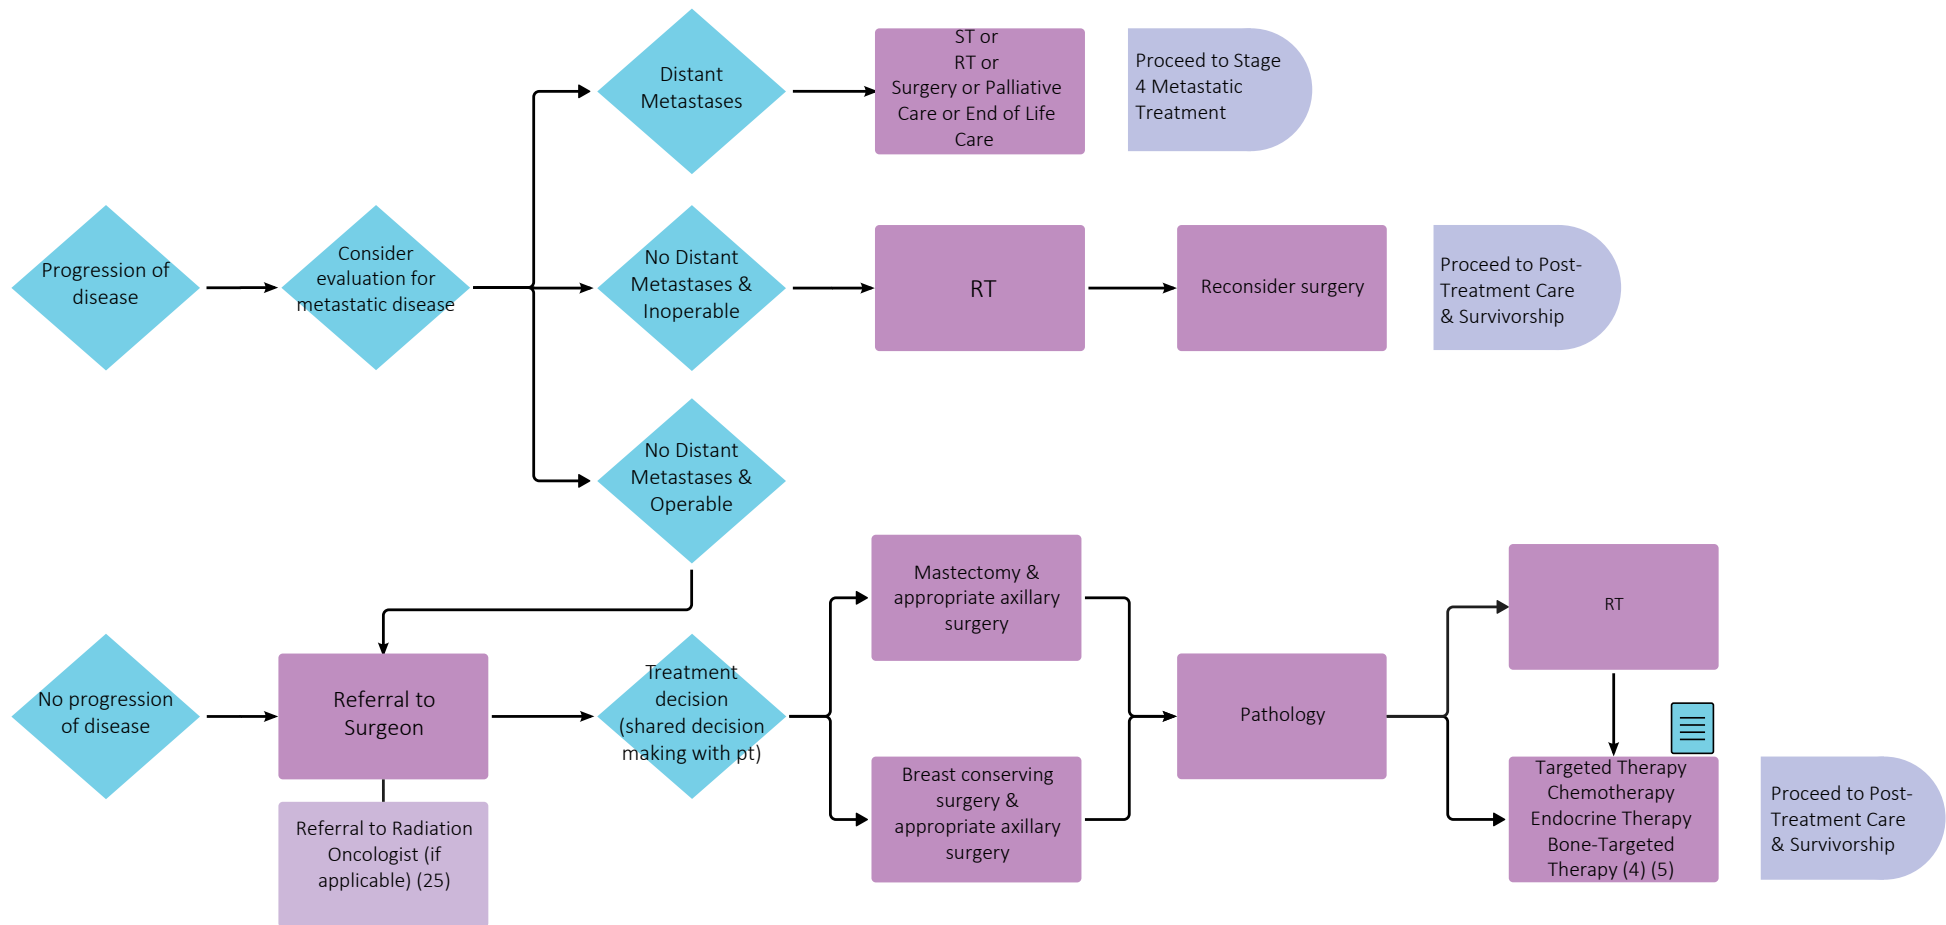 Distant
Metastases
ST or
RT or
Surgery or Palliative
Care or End of Life
Care
Proceed to Stage
4 Metastatic
Treatment
Progression of
disease
Consider
evaluation for
metastatic disease
No Distant
Metastases &
Inoperable
RT
Reconsider surgery
Proceed to Post-
Treatment Care
& Survivorship
No Distant
Metastases &
Operable
No progression
of disease
Referral to
Surgeon
Referral to Radiation
Oncologist (if
applicable) (25)
Treatment
decision
(shared decision
making with pt)
Mastectomy &
appropriate axillary
surgery
Breast conserving
surgery &
appropriate axillary
surgery
Pathology
RT
Targeted Therapy
Chemotherapy
Endocrine Therapy
Bone-Targeted
Therapy (4) (5)
Proceed to Post-
Treatment Care
& Survivorship